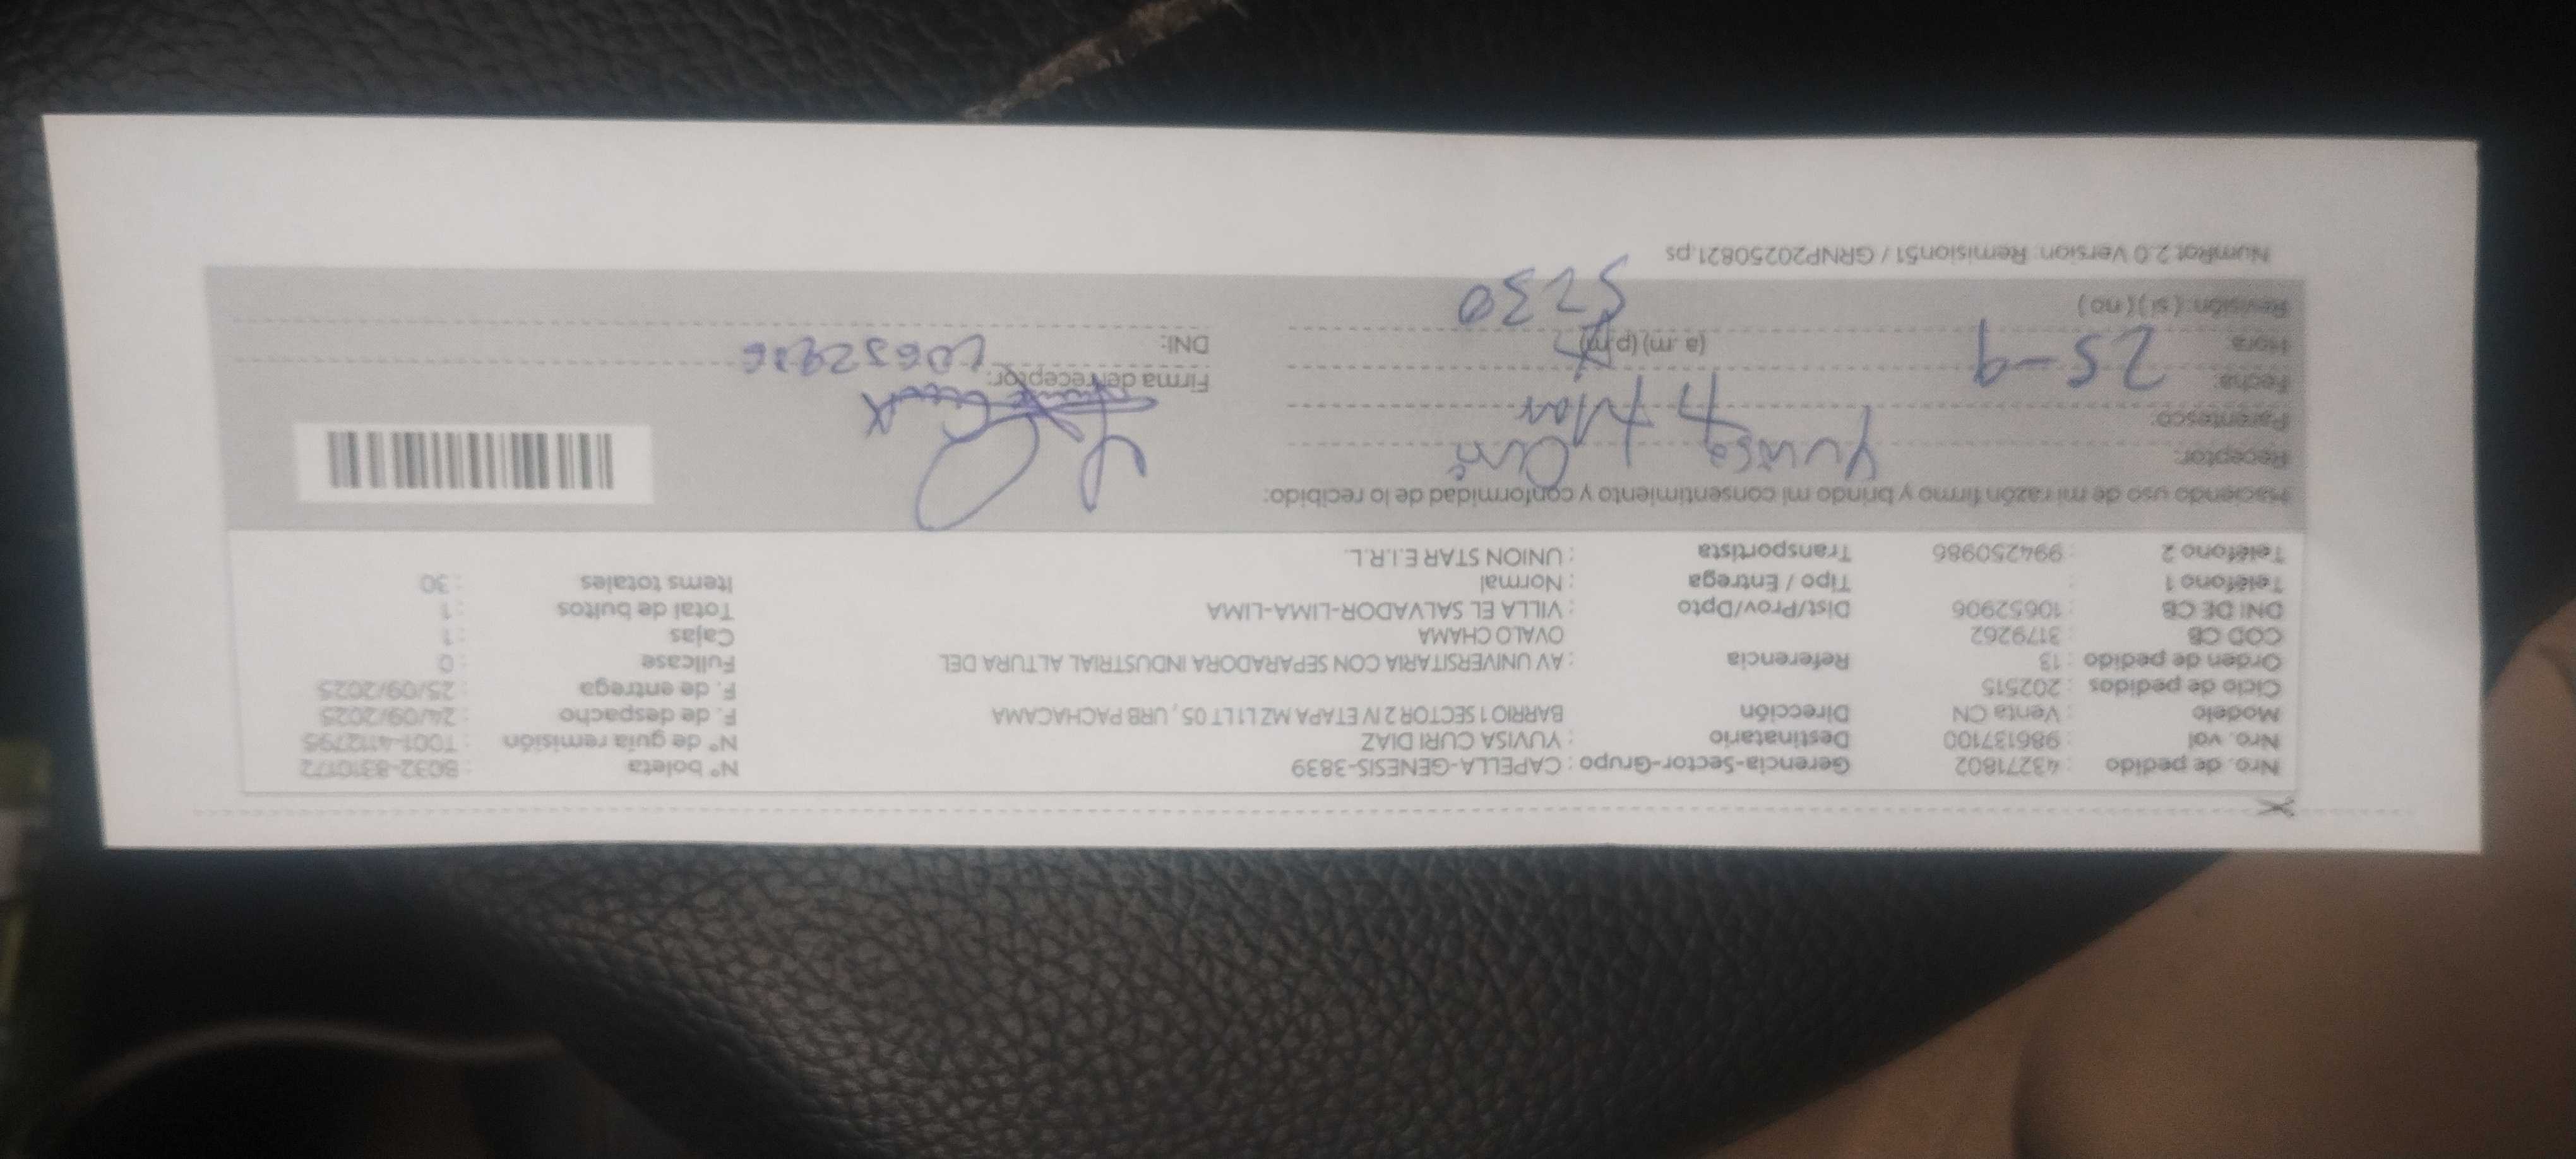 Nro. de pedido : 43271802 Gerencia-Sector-Grupo : CAPELLA-GENESIS-3839 N° boleta : B032-8310172
Nro. vol : 986137100 Destinatario : YUVISA CURI DIAZ N° de guía remisión : T001-4112795
Modelo : Venta CN Dirección BARRIO 1 SECTOR 2 IV ETAPA MZ L1 LT 05 , URB PACHACAMA F. de despacho : 24/09/2025
Ciclo de pedidos : 202515 F. de entrega : 25/09/2025
Orden de pedido : 13 Referencia : AV UNIVERSITARIA CON SEPARADORA INDUSTRIAL ALTURA DEL Fullcase : 0
COD CB : 3179262 OVALO CHAMA Cajas : 1
DNI DE CB : 10652906 Dist/Prov/Dpto : VILLA EL SALVADOR-LIMA-LIMA Total de bultos : 1
Teléfono 1 : Tipo / Entrega : Normal Items totales : 30
Teléfono 2 : 994250986 Transportista : UNION STAR E.I.R.L.
Haciendo uso de mi razón firmo y brindo mi consentimiento y conformidad de lo recibido:
Receptor: Yuvisa
Parentesco:
Fecha: 25-9 Firma del receptor:
Hora (a.m) (p.m) DNI:
Revisión: ( si ) ( no ) 5230
NumRot 2.0 Version: Remision51 / GRNP20250821.ps